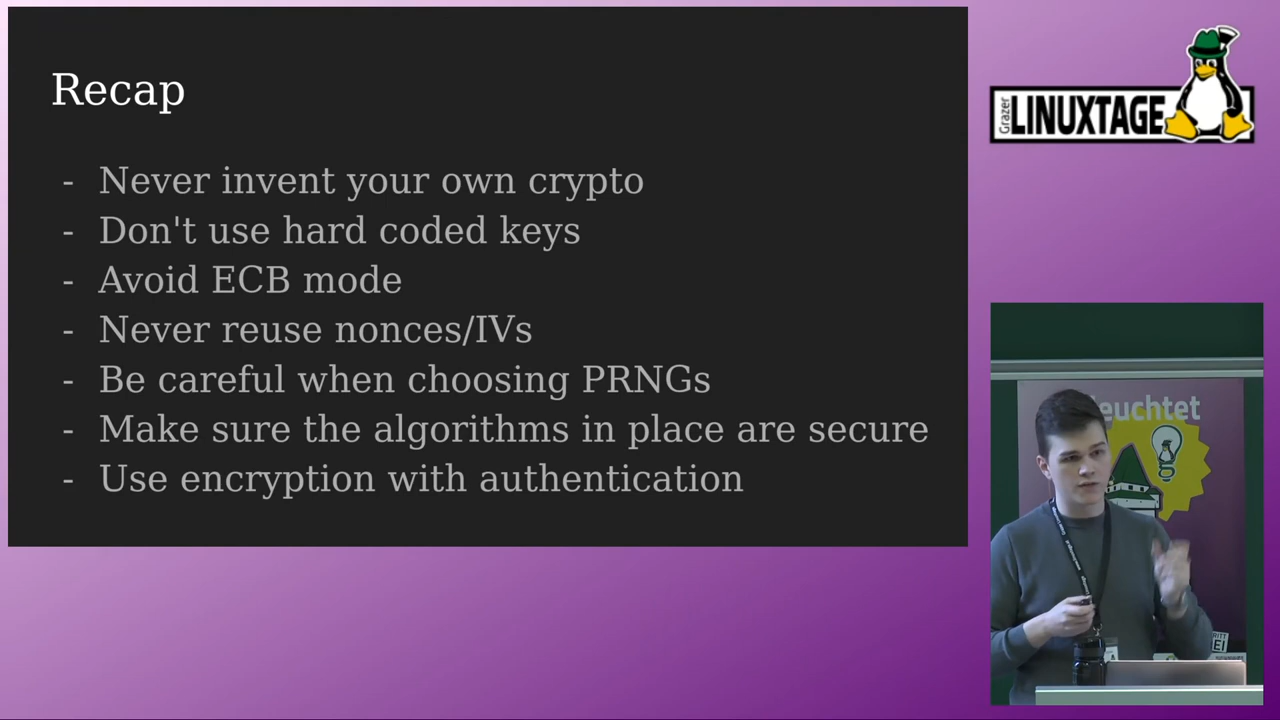 Recap
- Never invent your own crypto
- Don't use hard coded keys
- Avoid ECB mode
- Never reuse nonces/IVs
- Be careful when choosing PRNGs
- Make sure the algorithms in place are secure
- Use encryption with authentication
Grazer
LINUXTAGE
leuchtet